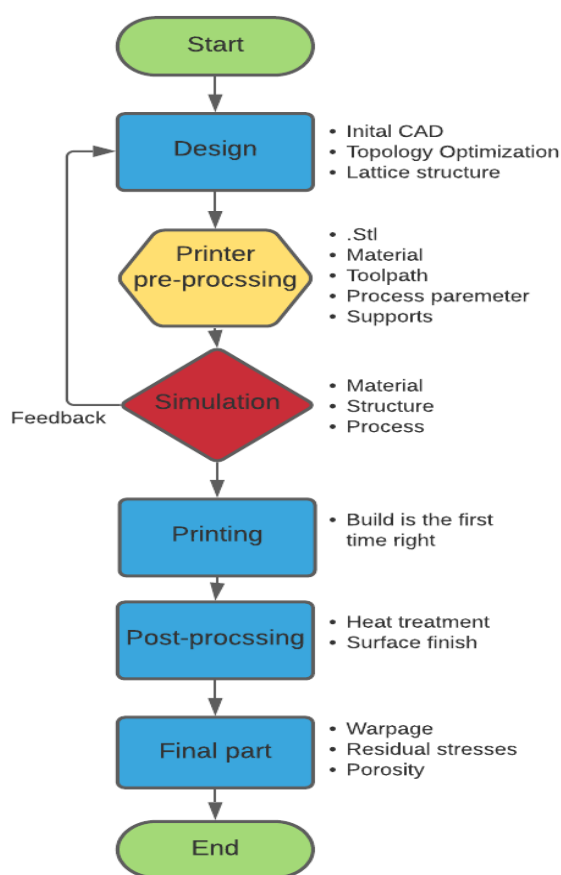 Start
Design
• Inital CAD
• Topology Optimization
• Lattice structure
Printer
pre-procssing
• .Stl
• Material
• Toolpath
• Process paremeter
• Supports
Simulation
• Material
• Structure
• Process
Feedback
Printing
• Build is the first
time right
Post-procssing
• Heat treatment
• Surface finish
Final part
• Warpage
• Residual stresses
• Porosity
End